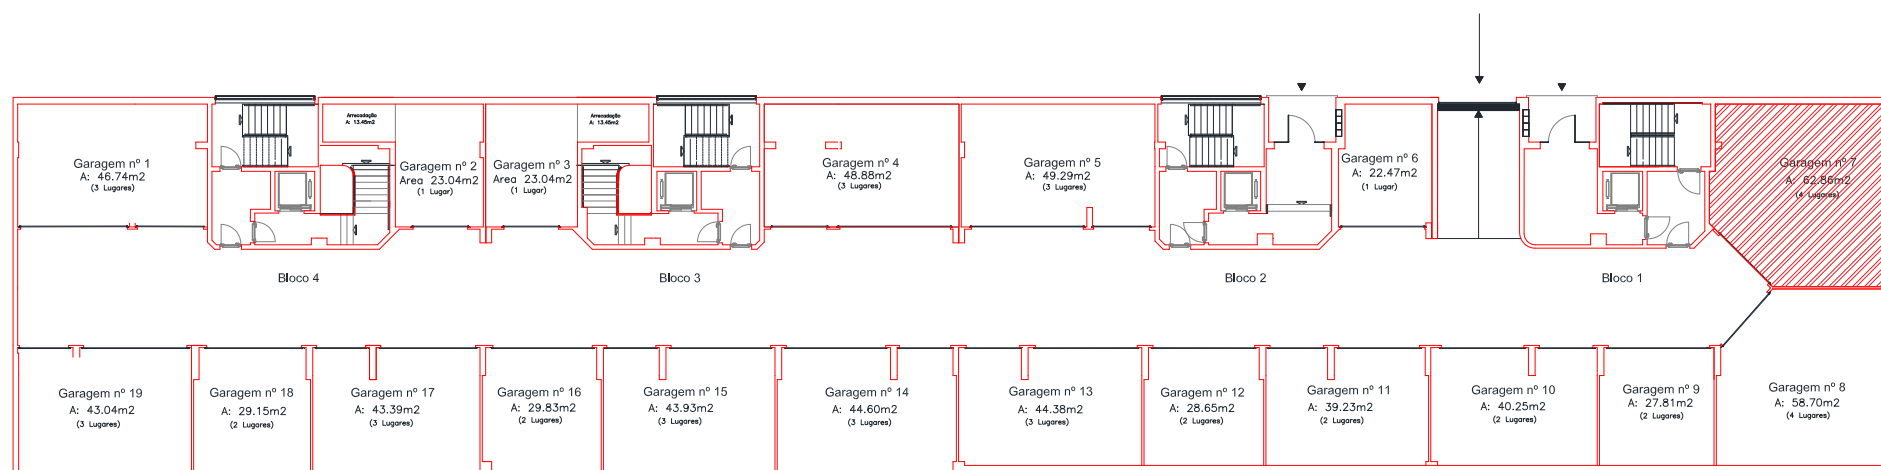 Arrecadação
A: 13.45m2
Arrecadação
A: 13.45m2
Garagem nº 1
A: 46.74m2
(3 Lugares)
Garagem nº 2
Area 23.04m2
(1 Lugar)
Garagem nº 3
Area 23.04m2
(1 Lugar)
Garagem nº 4
A: 48.88m2
(3 Lugares)
Garagem nº 5
A: 49.29m2
(3 Lugares)
Garagem nº 6
A: 22.47m2
(1 Lugar)
Garagem nº 7
A: 62.86m2
(4 Lugares)
Bloco 4
Bloco 3
Bloco 2
Bloco 1
Garagem nº 19
A: 43.04m2
(3 Lugares)
Garagem nº 18
A: 29.15m2
(2 Lugares)
Garagem nº 17
A: 43.39m2
(3 Lugares)
Garagem nº 16
A: 29.83m2
(2 Lugares)
Garagem nº 15
A: 43.93m2
(3 Lugares)
Garagem nº 14
A: 44.60m2
(3 Lugares)
Garagem nº 13
A: 44.38m2
(3 Lugares)
Garagem nº 12
A: 28.65m2
(2 Lugares)
Garagem nº 11
A: 39.23m2
(2 Lugares)
Garagem nº 10
A: 40.25m2
(2 Lugares)
Garagem nº 9
A: 27.81m2
(2 Lugares)
Garagem nº 8
A: 58.70m2
(4 Lugares)